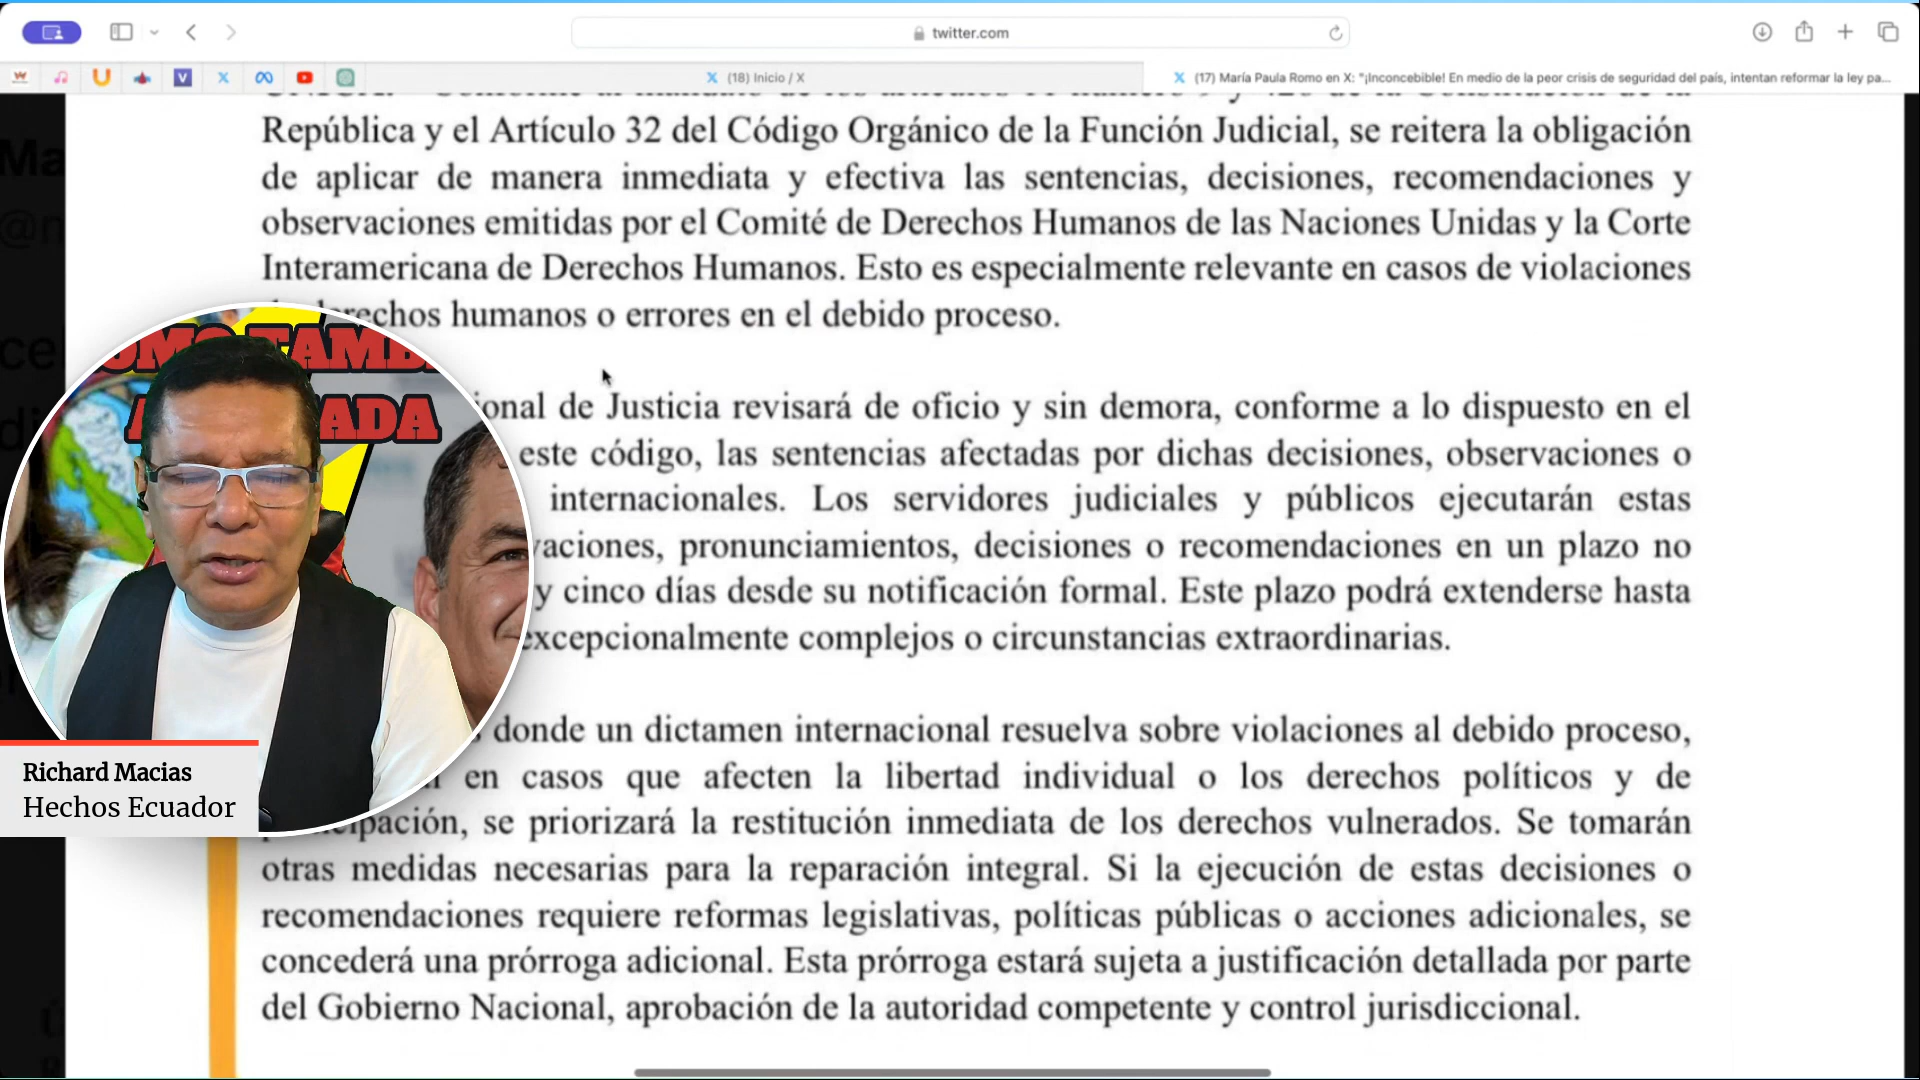 twitter.com
(18) Inicio / X
(17) María Paula Romo en X: "¡Inconcebible! En medio de la peor crisis de seguridad del país, intentan reformar la ley pa...
República y el Artículo 32 del Código Orgánico de la Función Judicial, se reitera la obligación
de aplicar de manera inmediata y efectiva las sentencias, decisiones, recomendaciones y
observaciones emitidas por el Comité de Derechos Humanos de las Naciones Unidas y la Corte
Interamericana de Derechos Humanos. Esto es especialmente relevante en casos de violaciones
rechos humanos o errores en el debido proceso.
ional de Justicia revisará de oficio y sin demora, conforme a lo dispuesto en el
este código, las sentencias afectadas por dichas decisiones, observaciones o
internacionales. Los servidores judiciales y públicos ejecutarán estas
vaciones, pronunciamientos, decisiones o recomendaciones en un plazo no
y cinco días desde su notificación formal. Este plazo podrá extenderse hasta
excepcionalmente complejos o circunstancias extraordinarias.
donde un dictamen internacional resuelva sobre violaciones al debido proceso,
en casos que afecten la libertad individual o los derechos políticos y de
cipación, se priorizará la restitución inmediata de los derechos vulnerados. Se tomarán
otras medidas necesarias para la reparación integral. Si la ejecución de estas decisiones o
recomendaciones requiere reformas legislativas, políticas públicas o acciones adicionales, se
concederá una prórroga adicional. Esta prórroga estará sujeta a justificación detallada por parte
del Gobierno Nacional, aprobación de la autoridad competente y control jurisdiccional.
Richard Macias
Hechos Ecuador